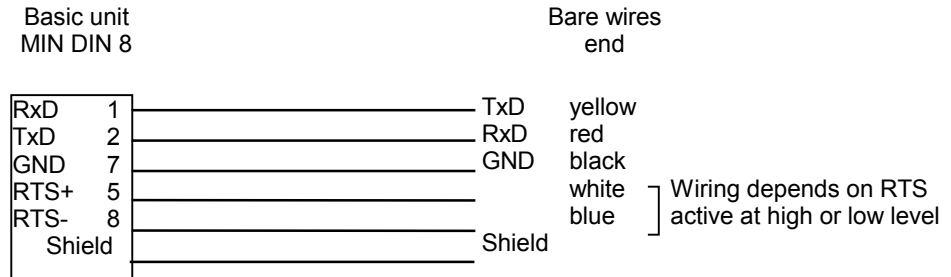 Basic unit
MIN DIN 8
Bare wires
end
RxD 1 TxD yellow
TxD 2 RxD red
GND 7 GND black
RTS+ 5 white
RTS- 8 blue
Wiring depends on RTS
active at high or low level
Shield Shield